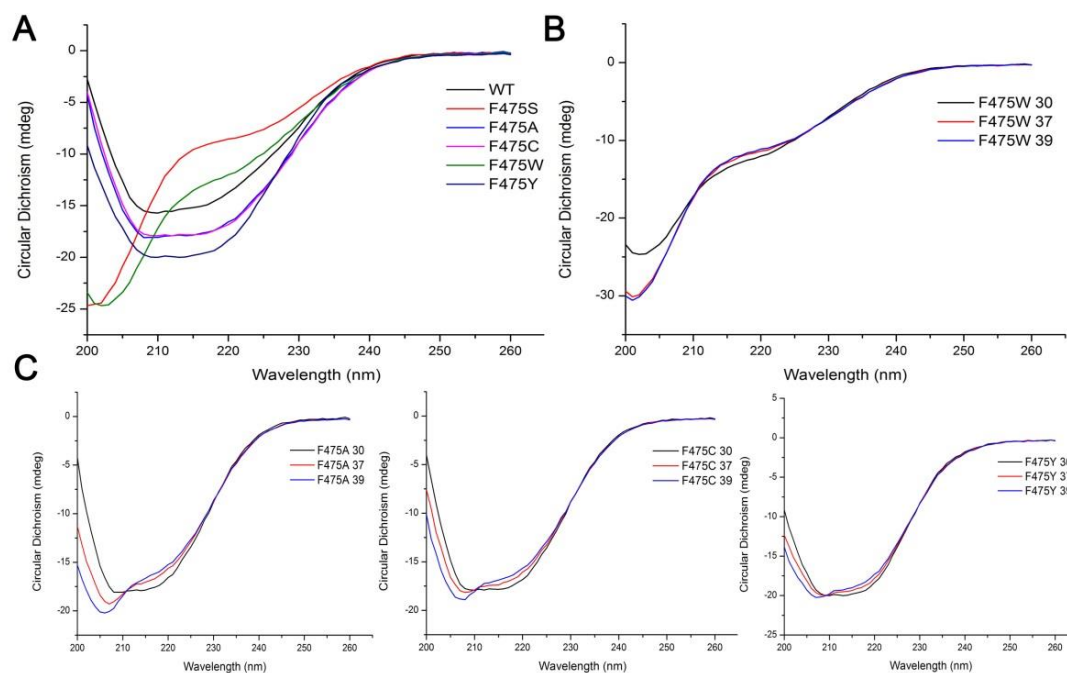 A
Circular Dichroism (mdeg)
0
-5
-10
-15
-20
-25
200 210 220 230 240 250 260
Wavelength (nm)
WT
F475S
F475A
F475C
F475W
F475Y
B
Circular Dichroism (mdeg)
0
-10
-20
-30
200 210 220 230 240 250 260
Wavelength (nm)
F475W 30
F475W 37
F475W 39
C
Circular Dichroism (mdeg)
0
-5
-10
-15
-20
200 210 220 230 240 250 260
Wavelength (nm)
F475A 30
F475A 37
F475A 39
Circular Dichroism (mdeg)
0
-5
-10
-15
-20
200 210 220 230 240 250 260
Wavelength (nm)
F475C 30
F475C 37
F475C 39
Circular Dichroism (mdeg)
0
-5
-10
-15
-20
-25
200 210 220 230 240 250 260
Wavelength (nm)
F475Y
F475Y
F475Y